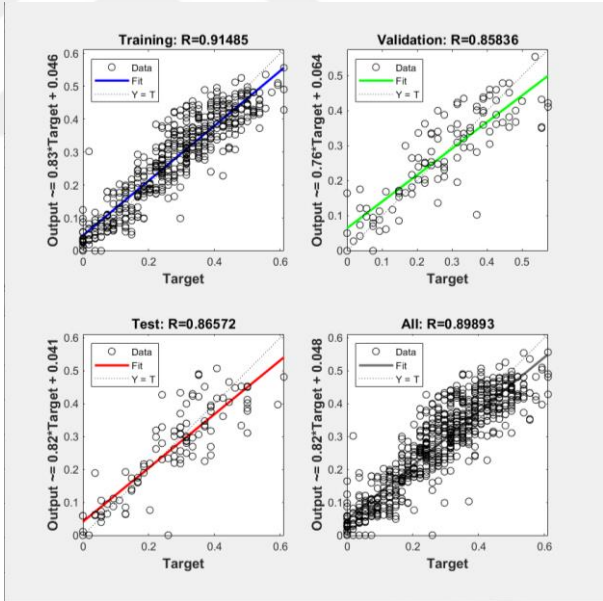 Training: R=0.91485
Output ~= 0.83*Target + 0.046
0.6
0.5
0.4
0.3
0.2
0.1
0
Data
Fit
Y = T
0 0.2 0.4 0.6
Target
Validation: R=0.85836
Output ~= 0.76*Target + 0.064
0.5
0.4
0.3
0.2
0.1
0
Data
Fit
Y = T
0 0.1 0.2 0.3 0.4 0.5
Target
Test: R=0.86572
Output ~= 0.82*Target + 0.041
0.6
0.5
0.4
0.3
0.2
0.1
0
Data
Fit
Y = T
0 0.2 0.4 0.6
Target
All: R=0.89893
Output ~= 0.82*Target + 0.048
0.6
0.5
0.4
0.3
0.2
0.1
0
Data
Fit
Y = T
0 0.2 0.4 0.6
Target